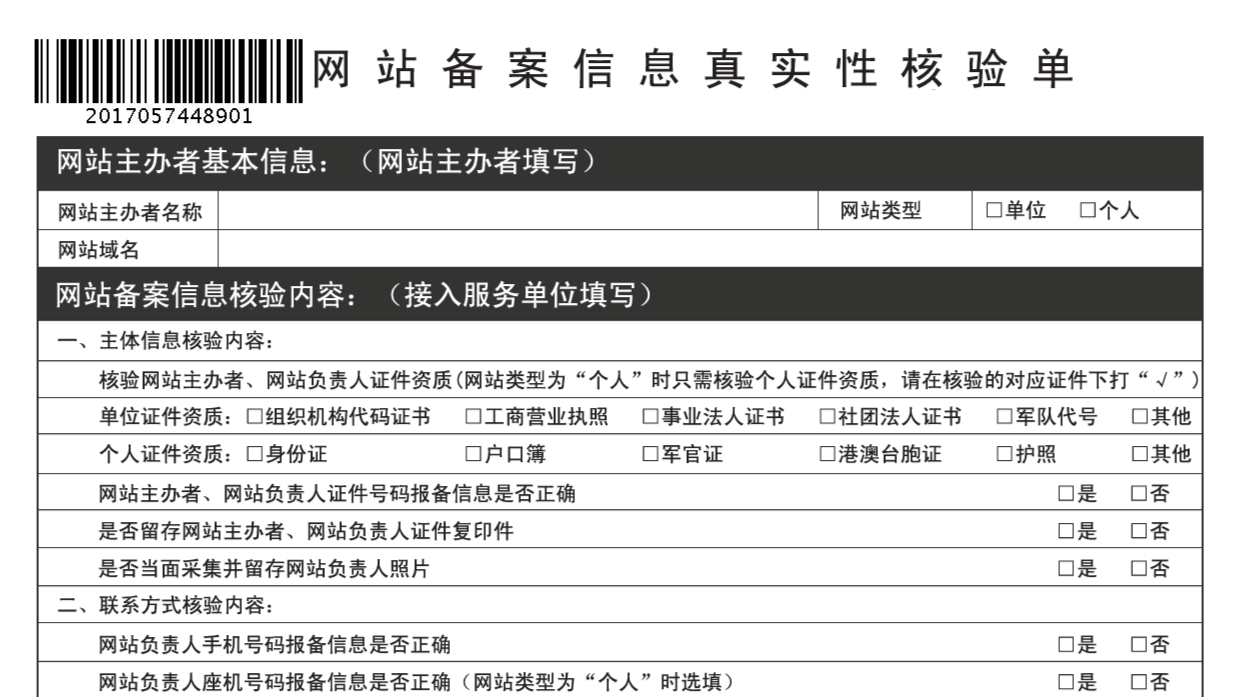 网站备案信息真实性核验单
2017057448901
网站主办者基本信息：（网站主办者填写）
网站主办者名称 网站类型 □单位 □个人
网站域名
网站备案信息核验内容：（接入服务单位填写）
一、主体信息核验内容：
核验网站主办者、网站负责人证件资质(网站类型为“个人”时只需核验个人证件资质，请在核验的对应证件下打“√”)
单位证件资质：□组织机构代码证书 □工商营业执照 □事业法人证书 □社团法人证书 □军队代号 □其他
个人证件资质：□身份证 □户口簿 □军官证 □港澳台胞证 □护照 □其他
网站主办者、网站负责人证件号码报备信息是否正确 □是 □否
是否留存网站主办者、网站负责人证件复印件 □是 □否
是否当面采集并留存网站负责人照片 □是 □否
二、联系方式核验内容：
网站负责人手机号码报备信息是否正确 □是 □否
网站负责人座机号码报备信息是否正确（网站类型为“个人”时选填） □是 □否